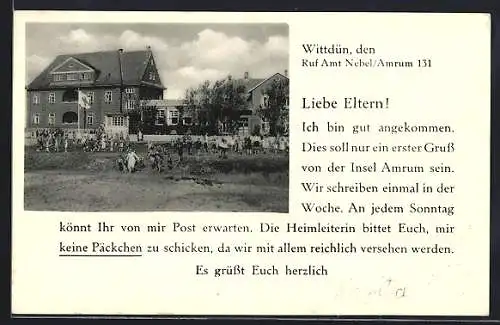 Wittdün, den
Ruf Amt Nebel/Amrum 131
Liebe Eltern!
Ich bin gut angekommen.
Dies soll nur ein erster Gruß
von der Insel Amrum sein.
Wir schreiben einmal in der
Woche. An jedem Sonntag
könnt Ihr von mir Post erwarten. Die Heimleiterin bittet Euch, mir
keine Päckchen zu schicken, da wir mit allem reichlich versehen werden.
Es grüßt Euch herzlich